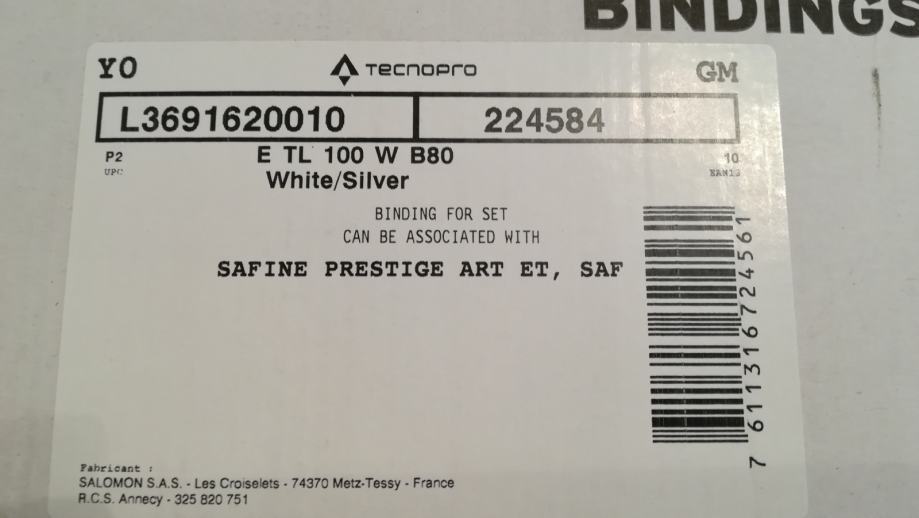 BINDINGS
YO TECNOPRO GM
L3691620010 224584
P2 E TL 100 W B80 10
UPC White/Silver EAN13
BINDING FOR SET
CAN BE ASSOCIATED WITH
SAFINE PRESTIGE ART ET, SAF
7 611316 724561
Fabricant :
SALOMON S.A.S. - Les Croiselets - 74370 Metz-Tessy - France
R.C.S. Annecy - 325 820 751